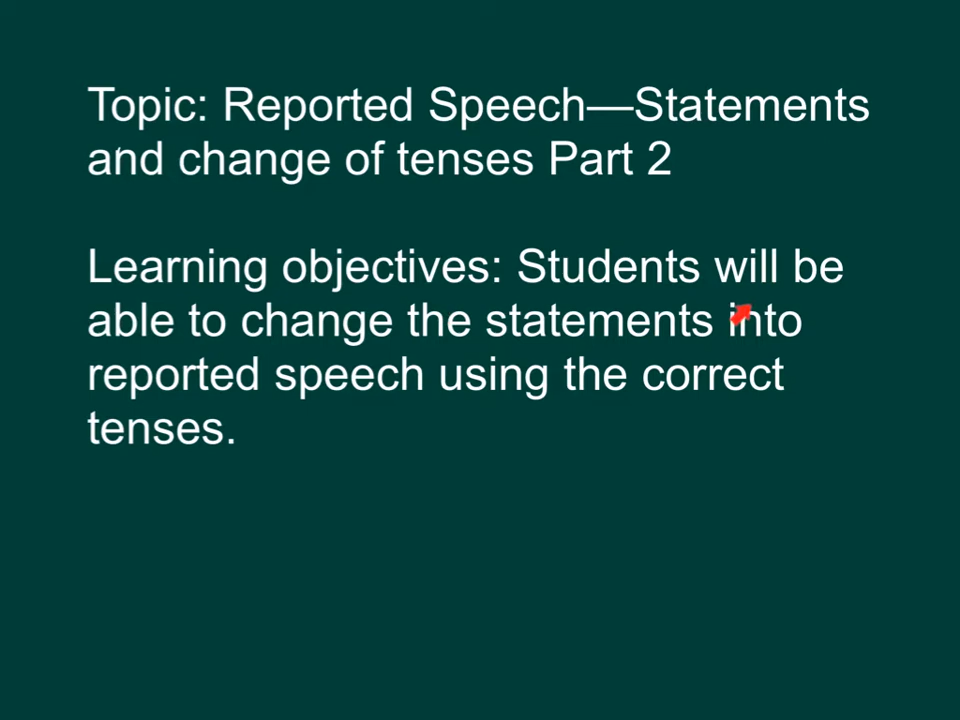 Topic: Reported Speech—Statements
and change of tenses Part 2
Learning objectives: Students will be
able to change the statements into
reported speech using the correct
tenses.